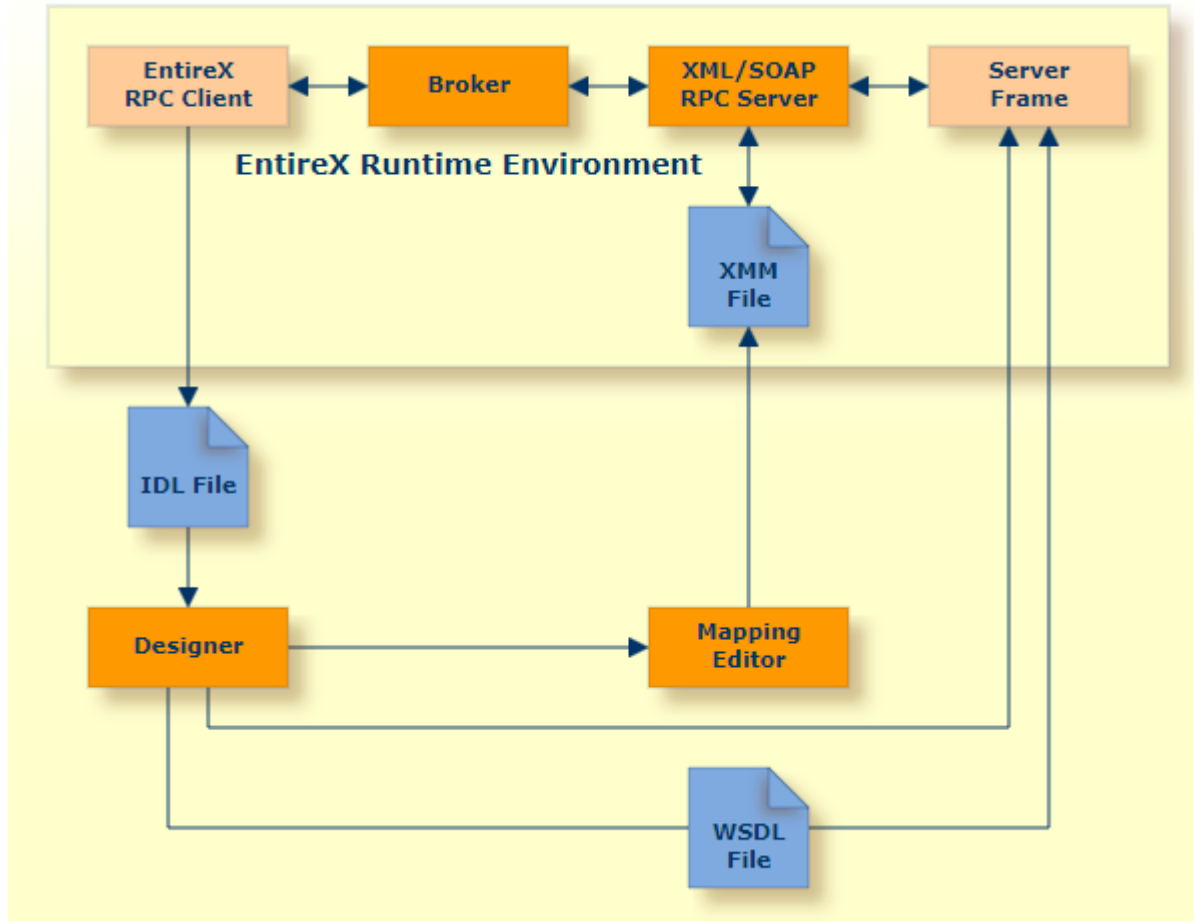 EntireX
RPC Client
Broker
XML/SOAP
RPC Server
Server
Frame
EntireX Runtime Environment
XMM
File
IDL File
Designer
Mapping
Editor
WSDL
File